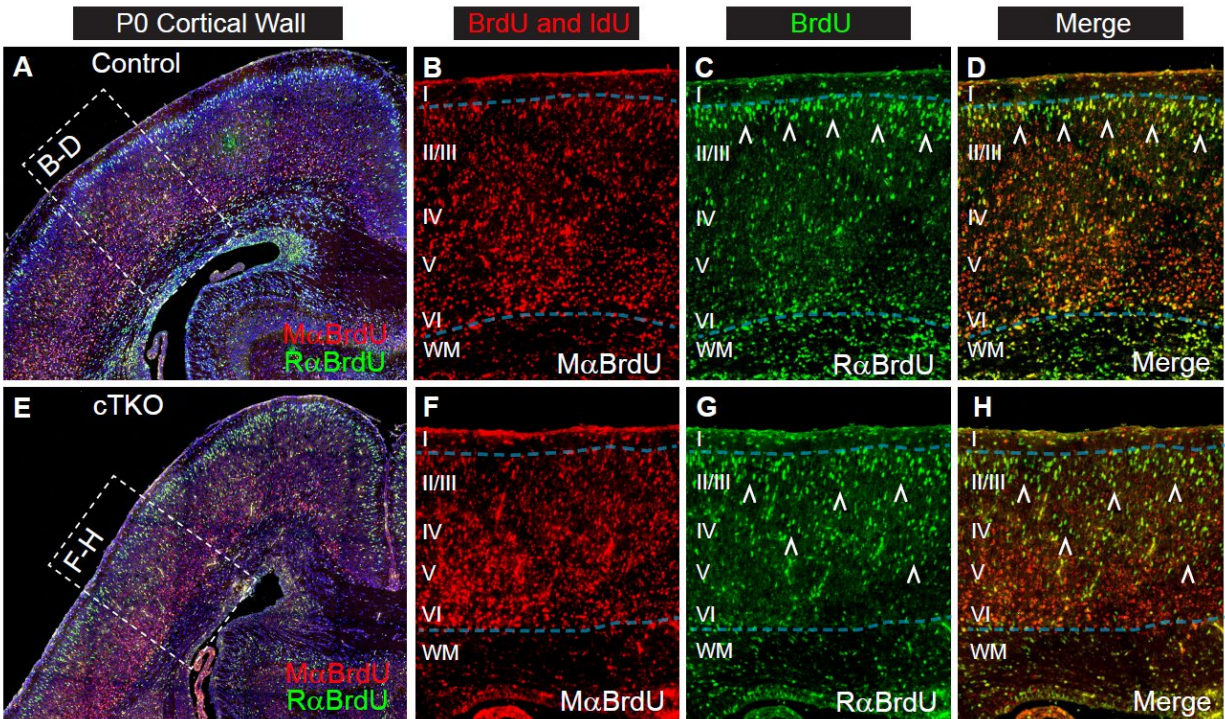 P0 Cortical Wall
BrdU and IdU
BrdU
Merge
A
Control
B-D
MαBrdU
RαBrdU
B
I
II/III
IV
V
VI
WM
MαBrdU
C
I
II/III
IV
V
VI
WM
RαBrdU
D
I
II/III
IV
V
VI
WM
Merge
E
cTKO
F-H
MαBrdU
RαBrdU
F
I
II/III
IV
V
VI
WM
MαBrdU
G
I
II/III
IV
V
VI
WM
RαBrdU
H
I
II/III
IV
V
VI
WM
Merge